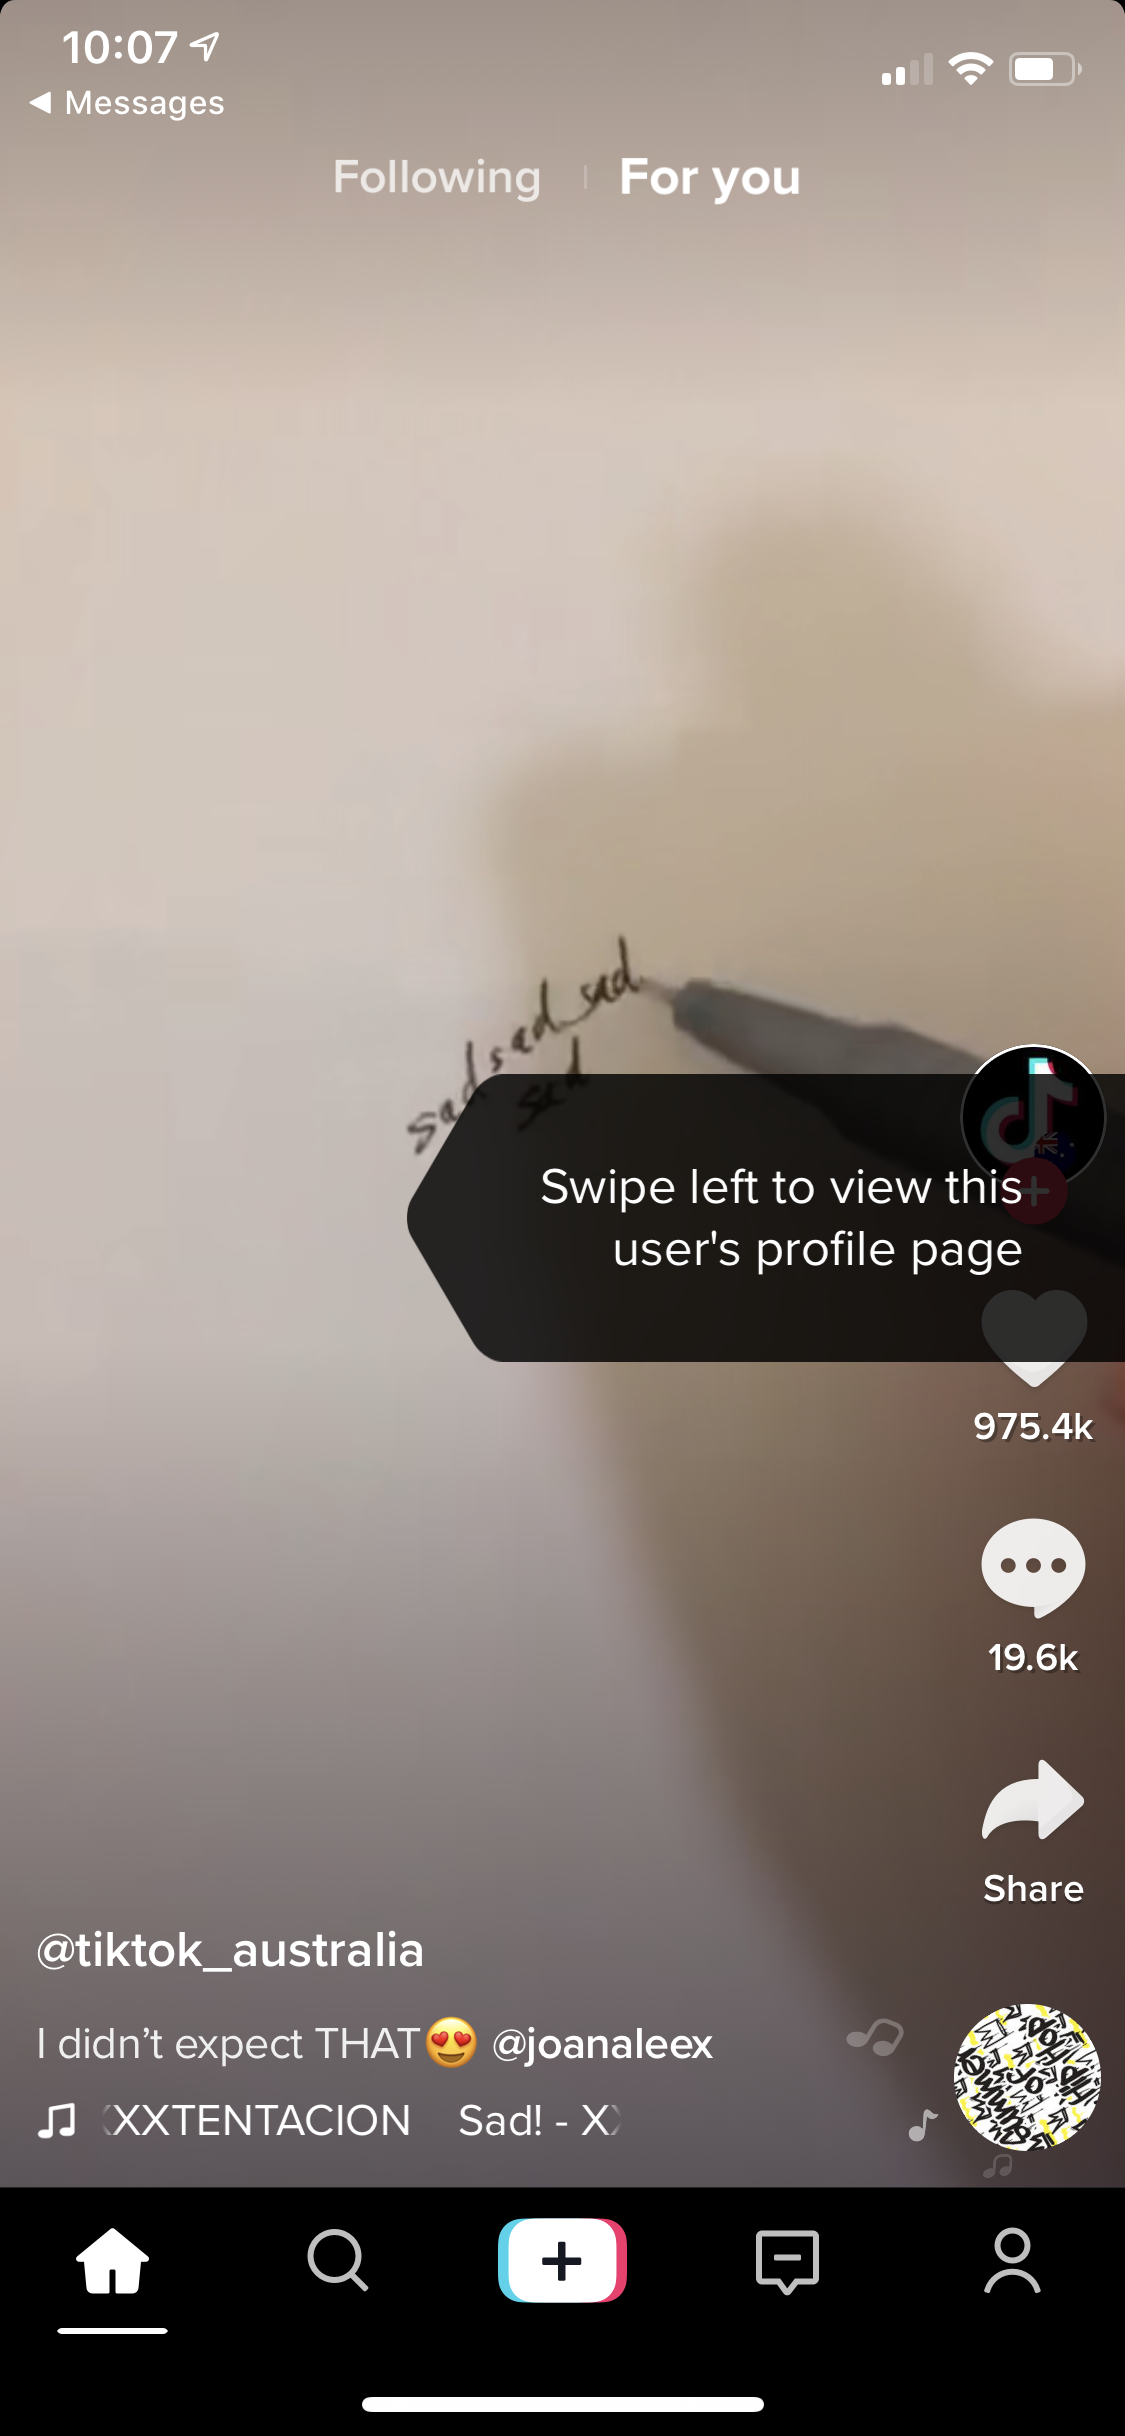 10:07
Messages
Following
For you
sad sad sad
sad
Swipe left to view this
user's profile page
975.4k
19.6k
Share
@tiktok_australia
I didn't expect THAT😍 @joanaleex
XXTENTACION Sad! - X